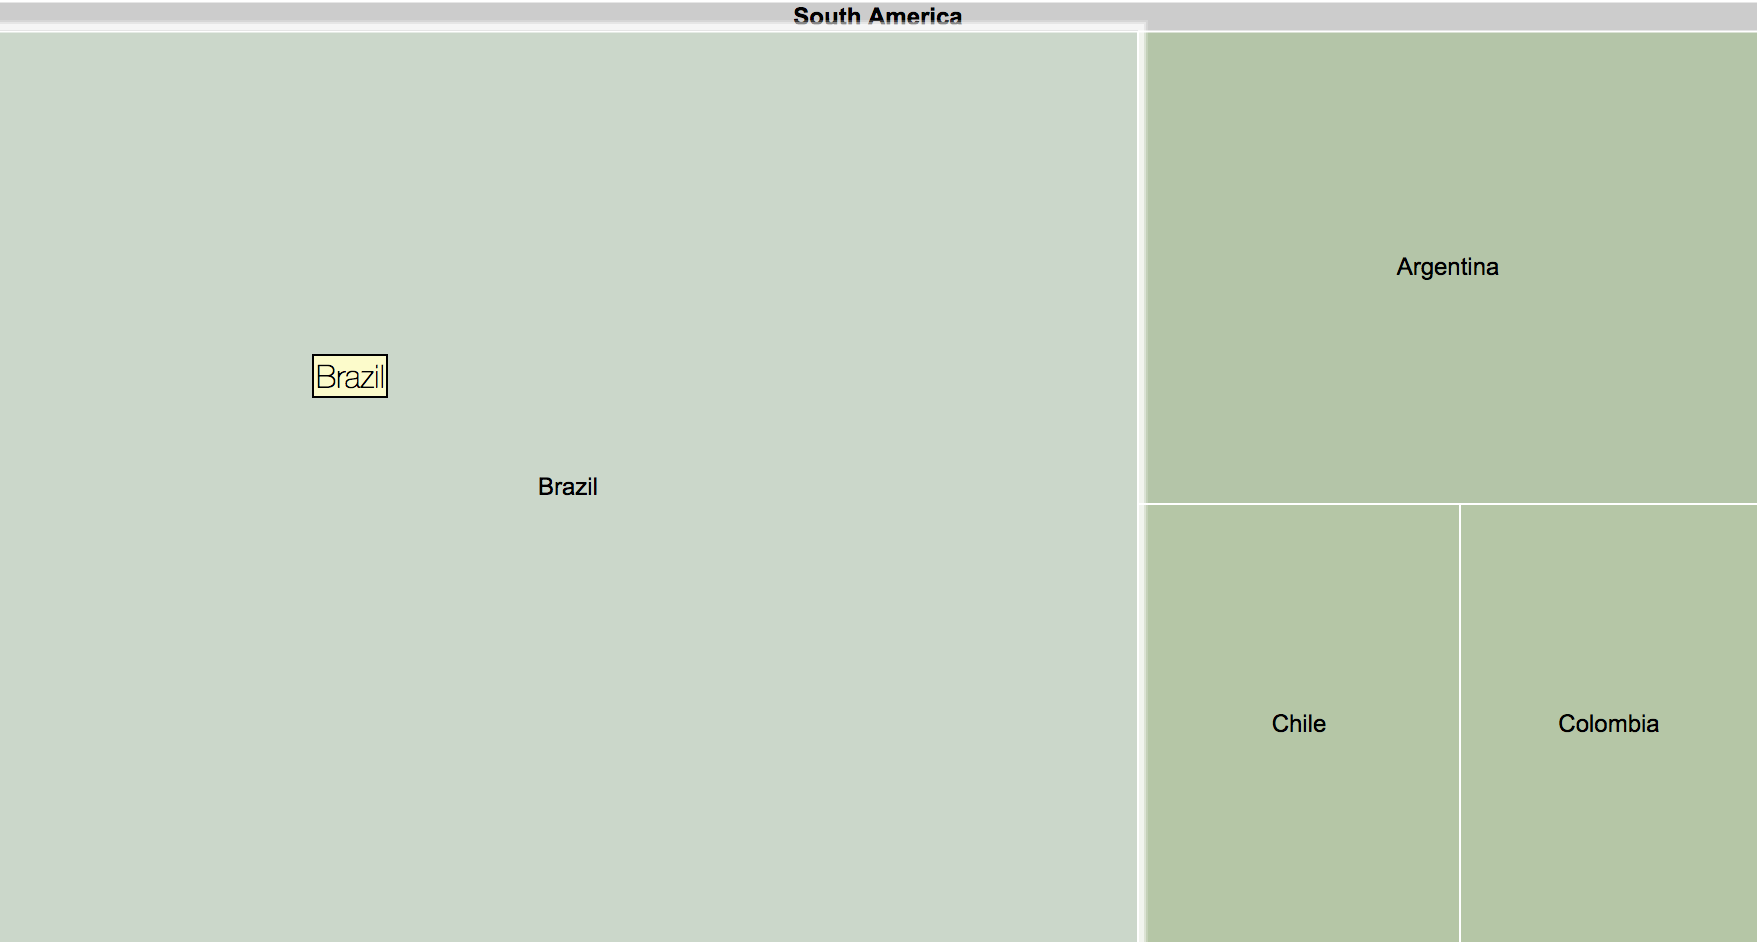 South America
Argentina
Brazil
Brazil
Chile
Colombia